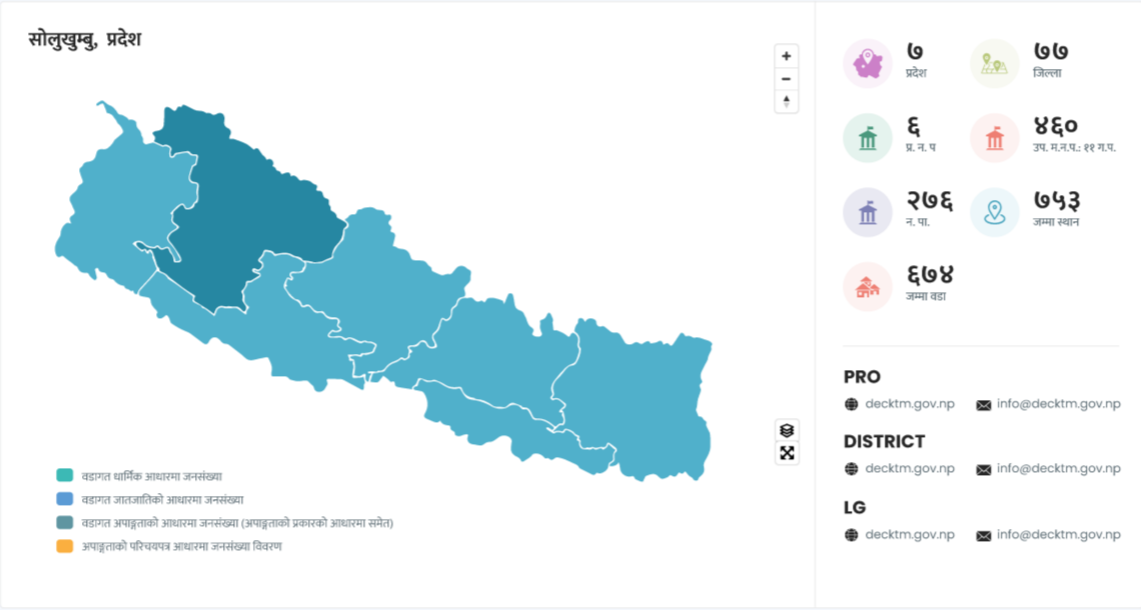 सोलुखुम्बु, प्रदेश
+
−
वडागत धार्मिक आधारमा जनसंख्या
वडागत जातजातिको आधारमा जनसंख्या
वडागत अपाङ्गताको आधारमा जनसंख्या (अपाङ्गताको प्रकारको आधारमा समेत)
अपाङ्गताको परिचयपत्र आधारमा जनसंख्या विवरण
७
प्रदेश
७७
जिल्ला
६
प्र. न. प
४६०
उप. म.न.प.: ११ ग.प.
२७६
न. पा.
७५३
जम्मा स्थान
६७४
जम्मा वडा
PRO
decktm.gov.np info@decktm.gov.np
DISTRICT
decktm.gov.np info@decktm.gov.np
LG
decktm.gov.np info@decktm.gov.np